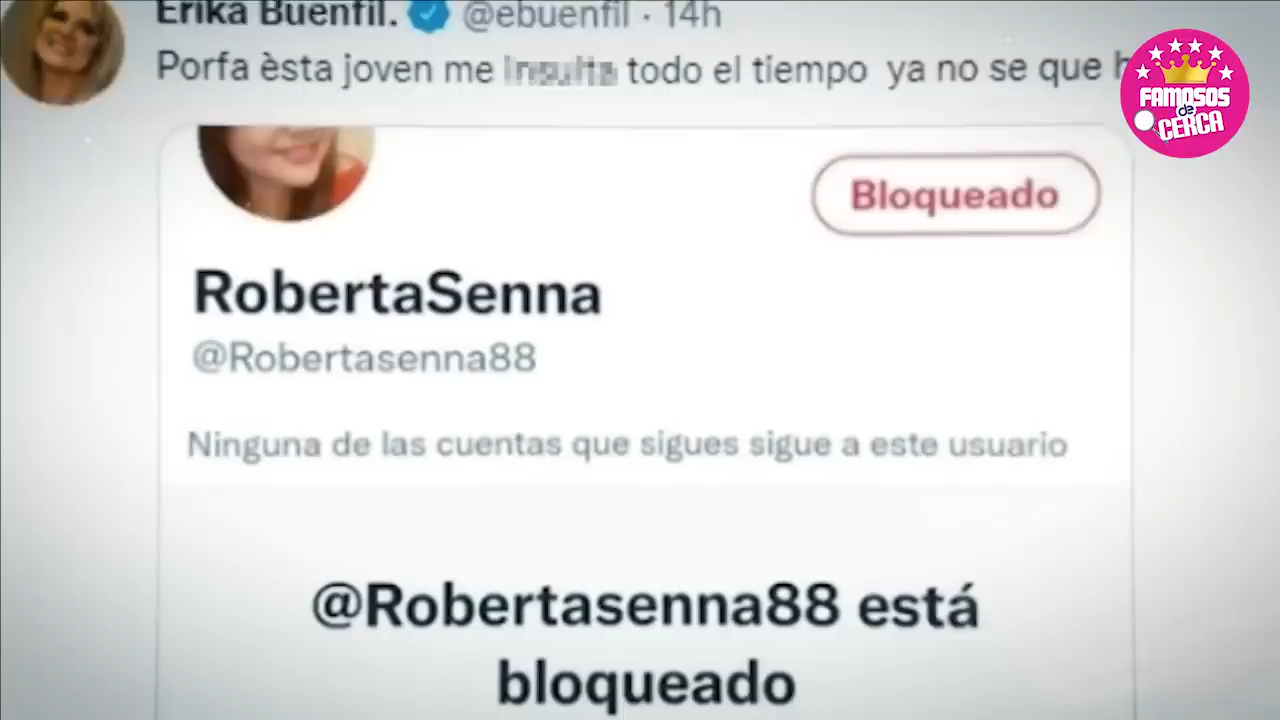 Erika Buenfil. @ebuenfil · 14h
Porfa èsta joven me insulta todo el tiempo ya no se que
FAMOSOS
de
CERCA
Bloqueado
RobertaSenna
@Robertasenna88
Ninguna de las cuentas que sigues sigue a este usuario
@Robertasenna88 está
bloqueado